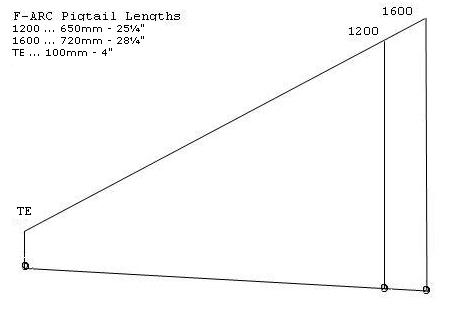 F-ARC Pigtail Lengths
1200 ... 650mm - 25¼"
1600 ... 720mm - 28¼"
TE ... 100mm - 4"
1600
1200
TE